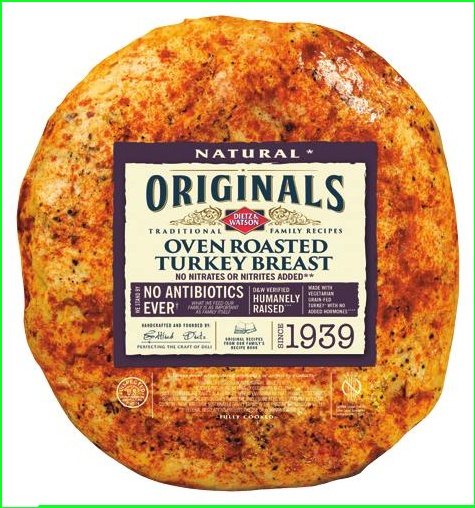 NATURAL *
ORIGINALS
DIETZ &
WATSON
TRADITIONAL FAMILY RECIPES
OVEN ROASTED
TURKEY BREAST
NO NITRATES OR NITRITES ADDED**
WE STAND BY
NO ANTIBIOTICS
EVER†
WHAT WE FEED OUR
FAMILY IS AS IMPORTANT
AS FAMILY ITSELF
D&W VERIFIED
HUMANELY
RAISED
MADE WITH
VEGETARIAN
GRAIN-FED
TURKEY WITH NO
ADDED HORMONES
HANDCRAFTED AND FOUNDED BY:
Gottlieb Dietz
PERFECTING THE CRAFT OF DELI
ORIGINAL RECIPES
FROM OUR FAMILY'S
RECIPE BOOK
SINCE
1939
FULLY COOKED